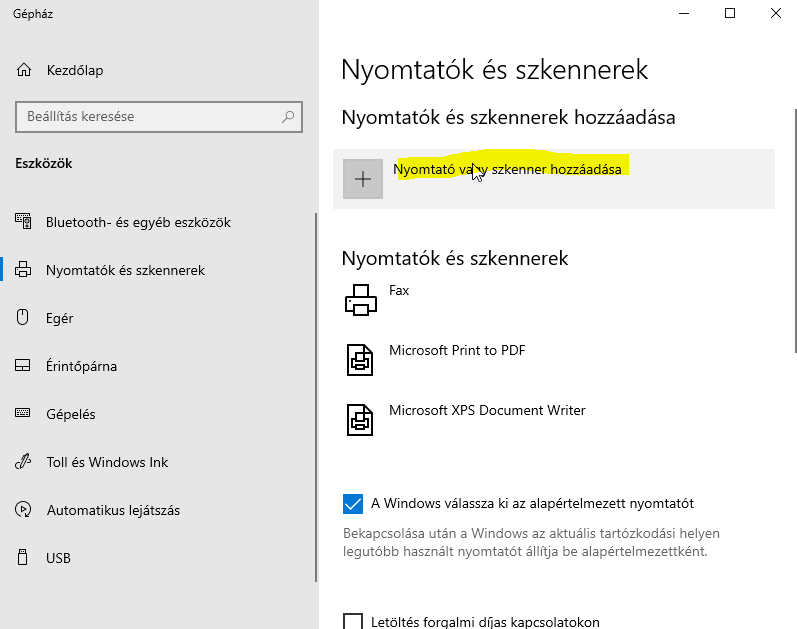 Gépház
Kezdőlap
Beállítás keresése
Eszközök
Bluetooth- és egyéb eszközök
Nyomtatók és szkennerek
Egér
Érintőpárna
Gépelés
Toll és Windows Ink
Automatikus lejátszás
USB
Nyomtatók és szkennerek
Nyomtatók és szkennerek hozzáadása
Nyomtató vagy szkenner hozzáadása
Nyomtatók és szkennerek
Fax
Microsoft Print to PDF
Microsoft XPS Document Writer
A Windows válassza ki az alapértelmezett nyomtatót
Bekapcsolása után a Windows az aktuális tartózkodási helyen
legutóbb használt nyomtatót állítja be alapértelmezettként.
Letöltés forgalmi díjas kapcsolatokon